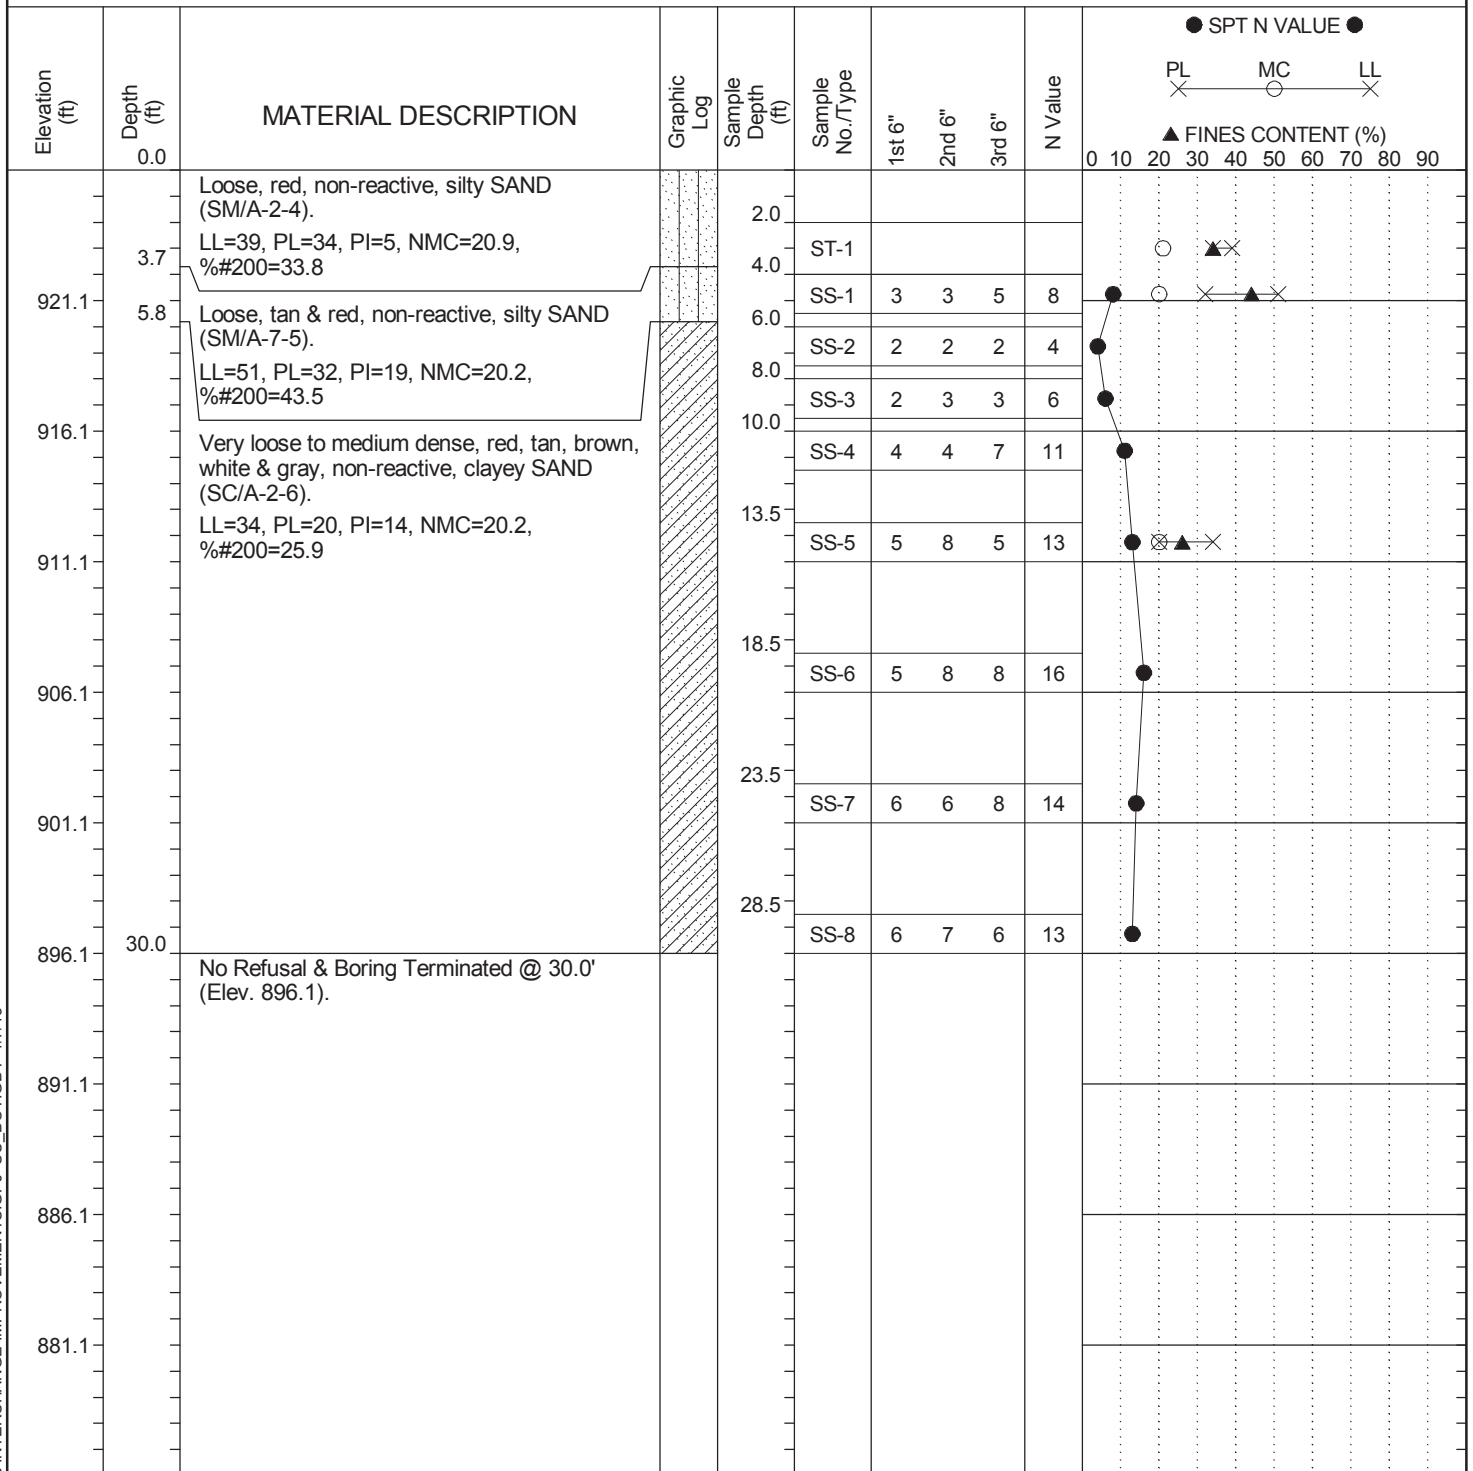 ● SPT N VALUE ●
PL MC LL
▲ FINES CONTENT (%)
0 10 20 30 40 50 60 70 80 90
Elevation
(ft)
Depth
(ft)
0.0
MATERIAL DESCRIPTION
Graphic
Log
Sample
Depth
(ft)
Sample
No./Type
1st 6"
2nd 6"
3rd 6"
N Value
Loose, red, non-reactive, silty SAND
(SM/A-2-4).
LL=39, PL=34, PI=5, NMC=20.9,
%#200=33.8
3.7
Loose, tan & red, non-reactive, silty SAND
(SM/A-7-5).
LL=51, PL=32, PI=19, NMC=20.2,
%#200=43.5
5.8
Very loose to medium dense, red, tan, brown,
white & gray, non-reactive, clayey SAND
(SC/A-2-6).
LL=34, PL=20, PI=14, NMC=20.2,
%#200=25.9
30.0
No Refusal & Boring Terminated @ 30.0'
(Elev. 896.1).
921.1
916.1
911.1
906.1
901.1
896.1
891.1
886.1
881.1
2.0
ST-1
4.0
SS-1 3 3 5 8
6.0
SS-2 2 2 2 4
8.0
SS-3 2 3 3 6
10.0
SS-4 4 4 7 11
13.5
SS-5 5 8 5 13
18.5
SS-6 5 8 8 16
23.5
SS-7 6 6 8 14
28.5
SS-8 6 7 6 13